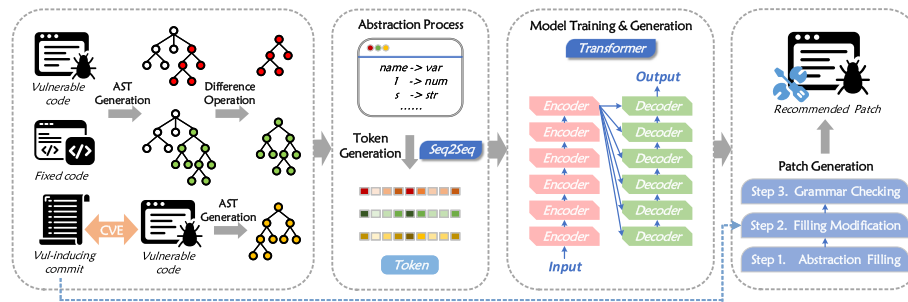 Vulnerable
code
AST
Generation
Difference
Operation
Fixed code
Vul-inducing
commit
CVE
Vulnerable
code
AST
Generation
Abstraction Process
name -> var
1 -> num
s -> str
......
Token
Generation
Seq2Seq
Token
Model Training & Generation
Transformer
Output
Encoder
Encoder
Encoder
Encoder
Encoder
Encoder
Input
Decoder
Decoder
Decoder
Decoder
Decoder
Decoder
Recommended Patch
Patch Generation
Step 3. Grammar Checking
Step 2. Filling Modification
Step 1. Abstraction Filling